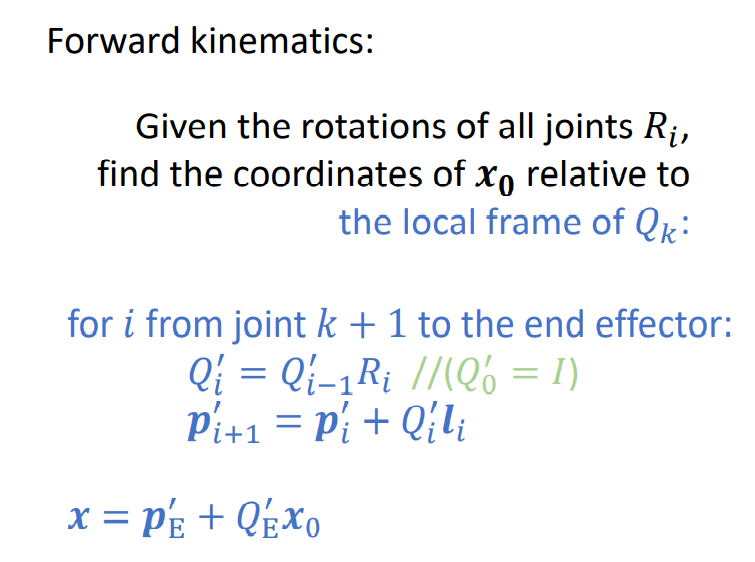 Forward kinematics:
Given the rotations of all joints $R_i$,
find the coordinates of $\boldsymbol{x_0}$ relative to
the local frame of $Q_k$:
for $i$ from joint $k + 1$ to the end effector:
$Q_i' = Q_{i-1}' R_i$ //($Q_0' = I$)
$\boldsymbol{p}_{i+1}' = \boldsymbol{p}_i' + Q_i' \boldsymbol{l}_i$
$\boldsymbol{x} = \boldsymbol{p}_{\mathrm{E}}' + Q_{\mathrm{E}}' \boldsymbol{x}_0$